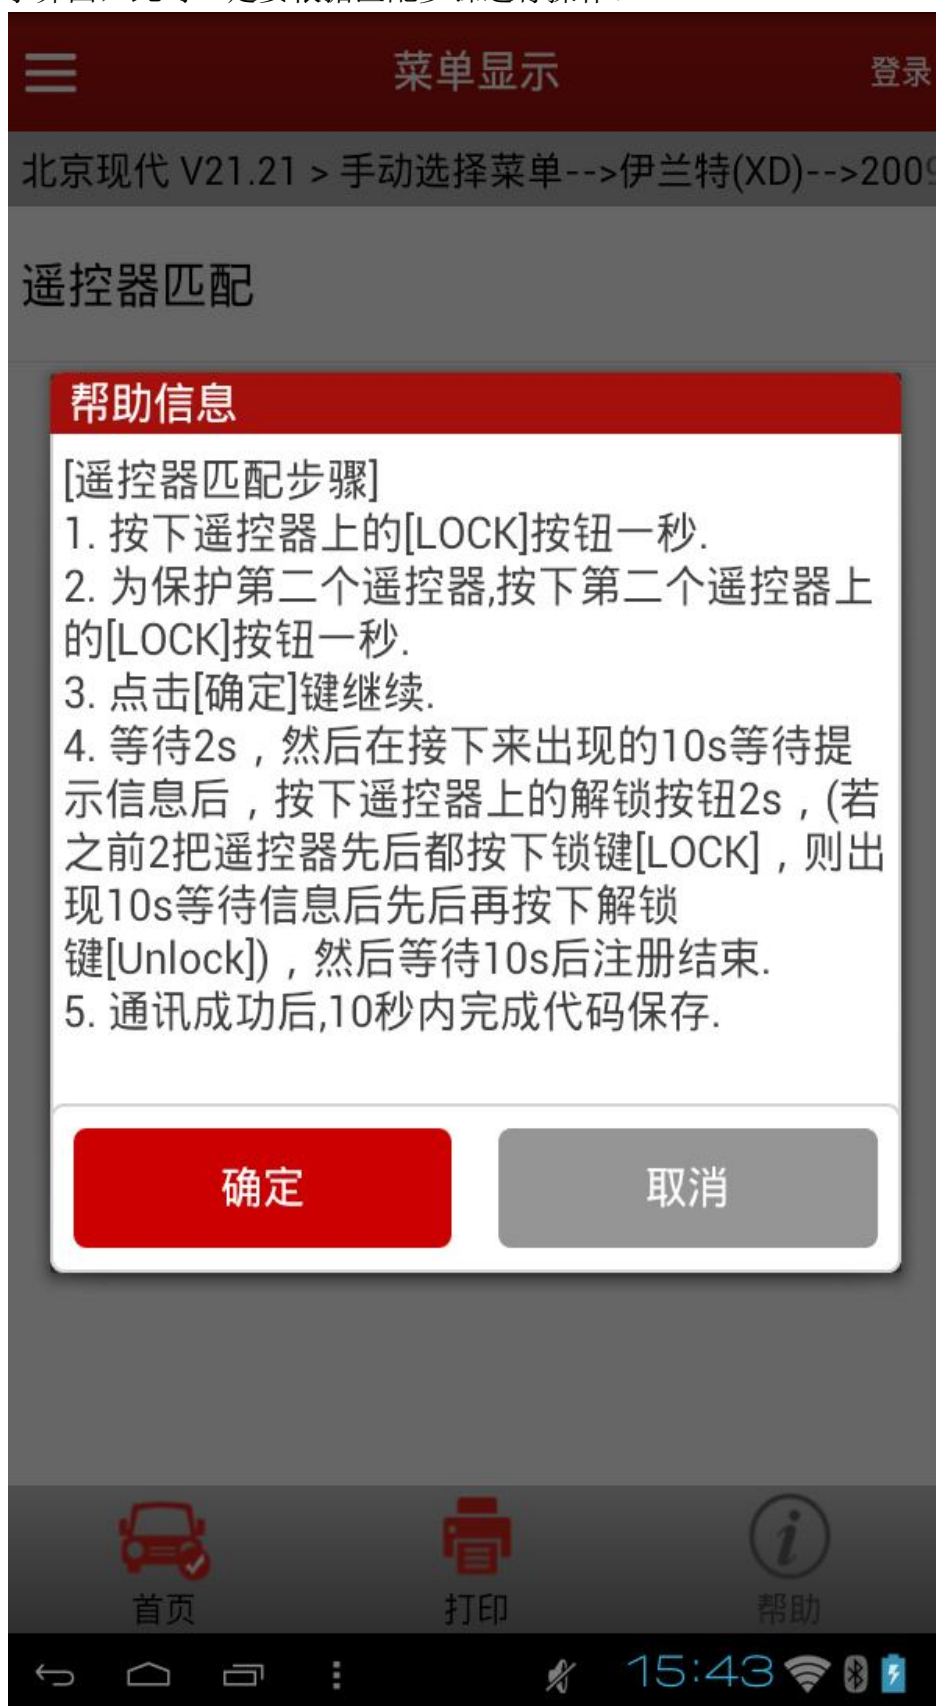 菜单显示
登录
北京现代 V21.21 > 手动选择菜单-->伊兰特(XD)-->2009
遥控器匹配
帮助信息
[遥控器匹配步骤]
1. 按下遥控器上的[LOCK]按钮一秒.
2. 为保护第二个遥控器,按下第二个遥控器上
的[LOCK]按钮一秒.
3. 点击[确定]键继续.
4. 等待2s，然后在接下来出现的10s等待提
示信息后，按下遥控器上的解锁按钮2s，(若
之前2把遥控器先后都按下锁键[LOCK]，则出
现10s等待信息后先后再按下解锁
键[Unlock])，然后等待10s后注册结束.
5. 通讯成功后,10秒内完成代码保存.
确定
取消
首页
打印
帮助
15:43